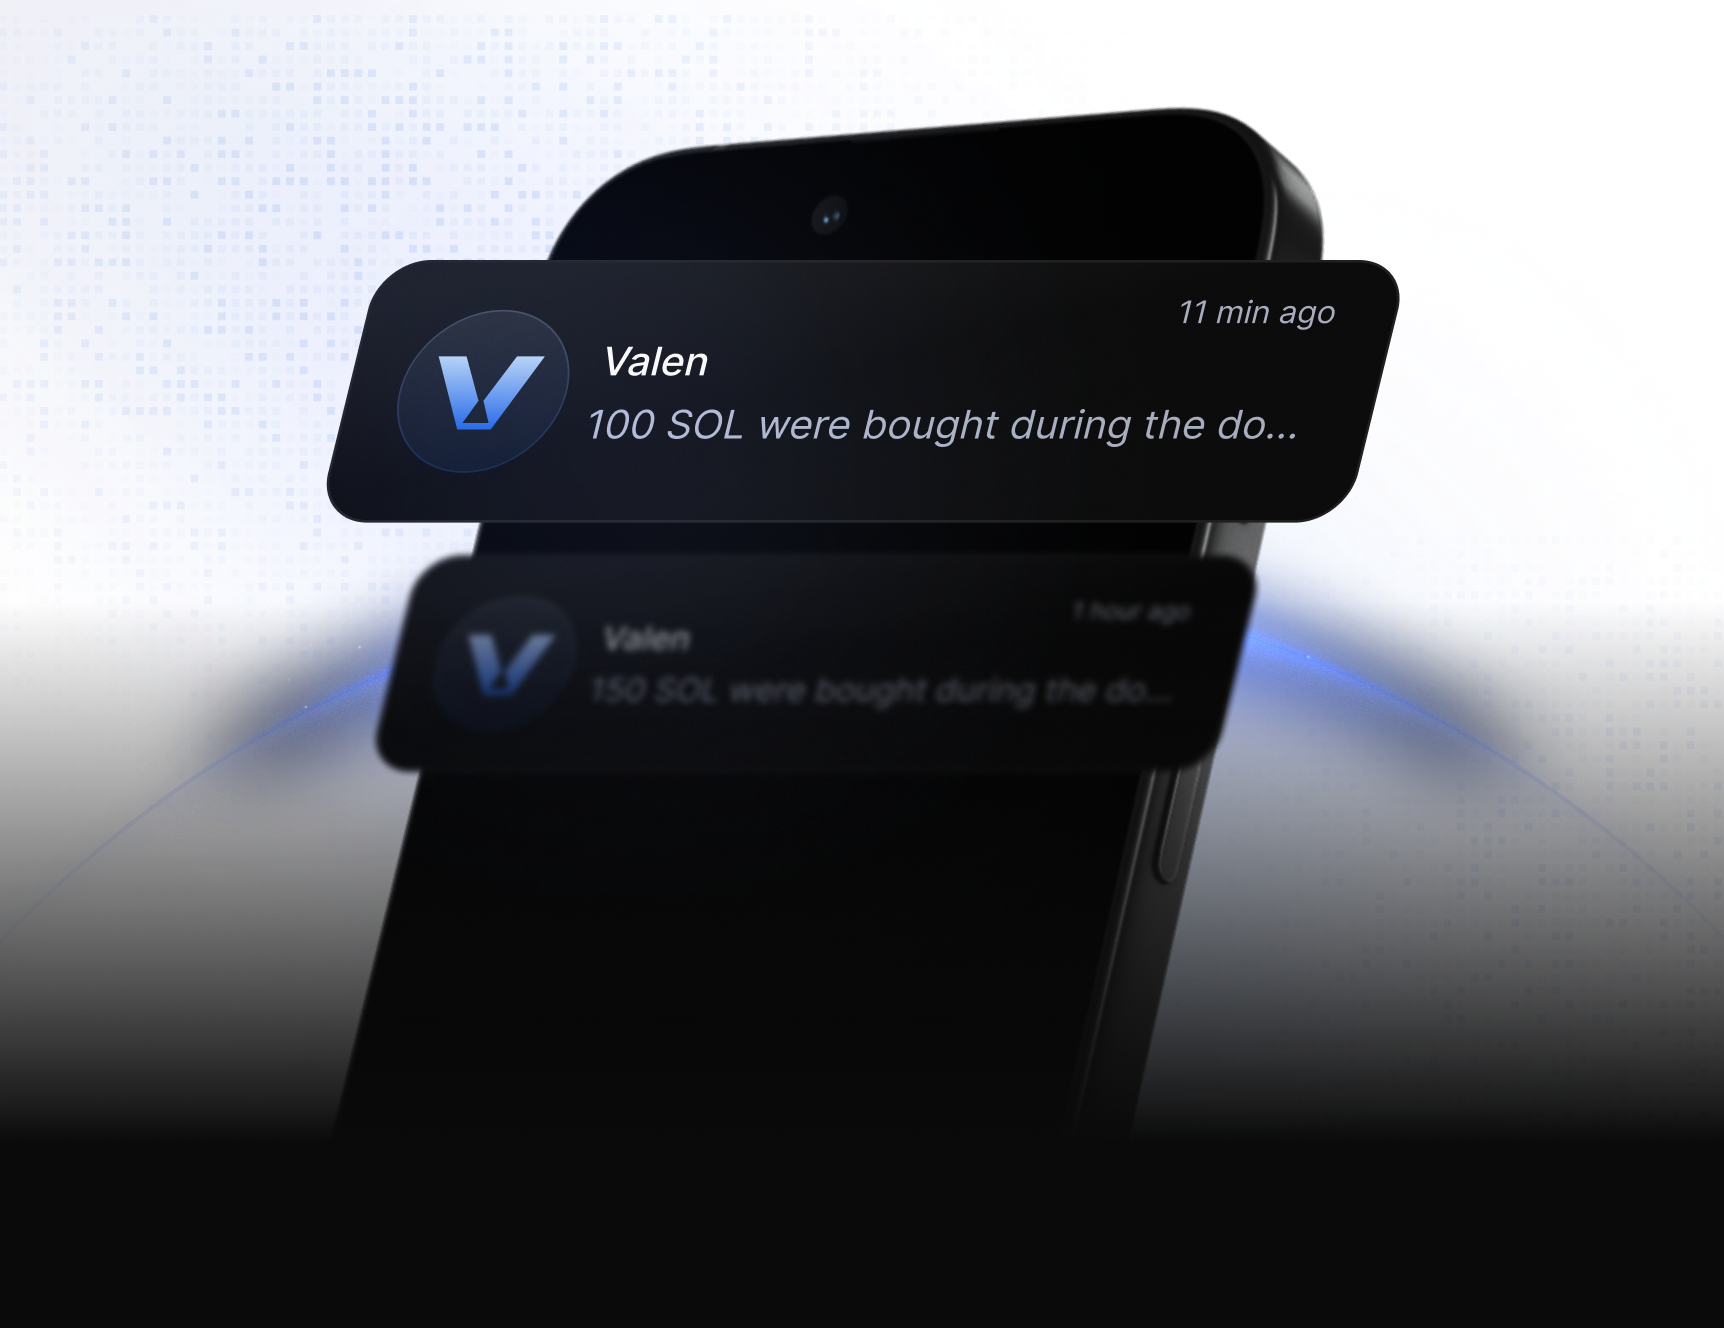 11 min ago
Valen
100 SOL were bought during the do...
1 hour ago
Valen
150 SOL were bought during the do...